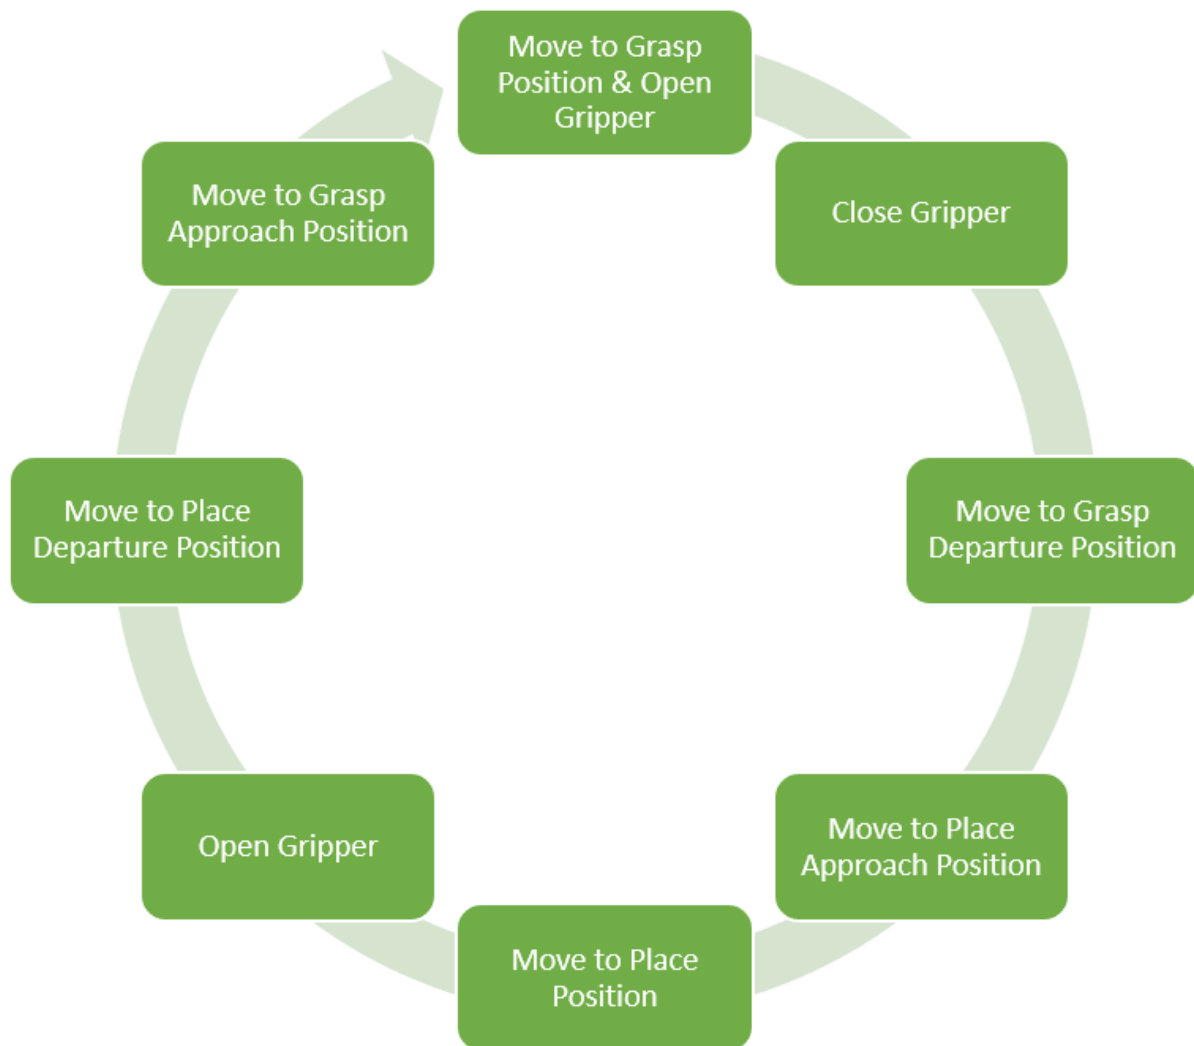 Move to Grasp
Position & Open
Gripper
Close Gripper
Move to Grasp
Departure Position
Move to Place
Approach Position
Move to Place
Position
Open Gripper
Move to Place
Departure Position
Move to Grasp
Approach Position